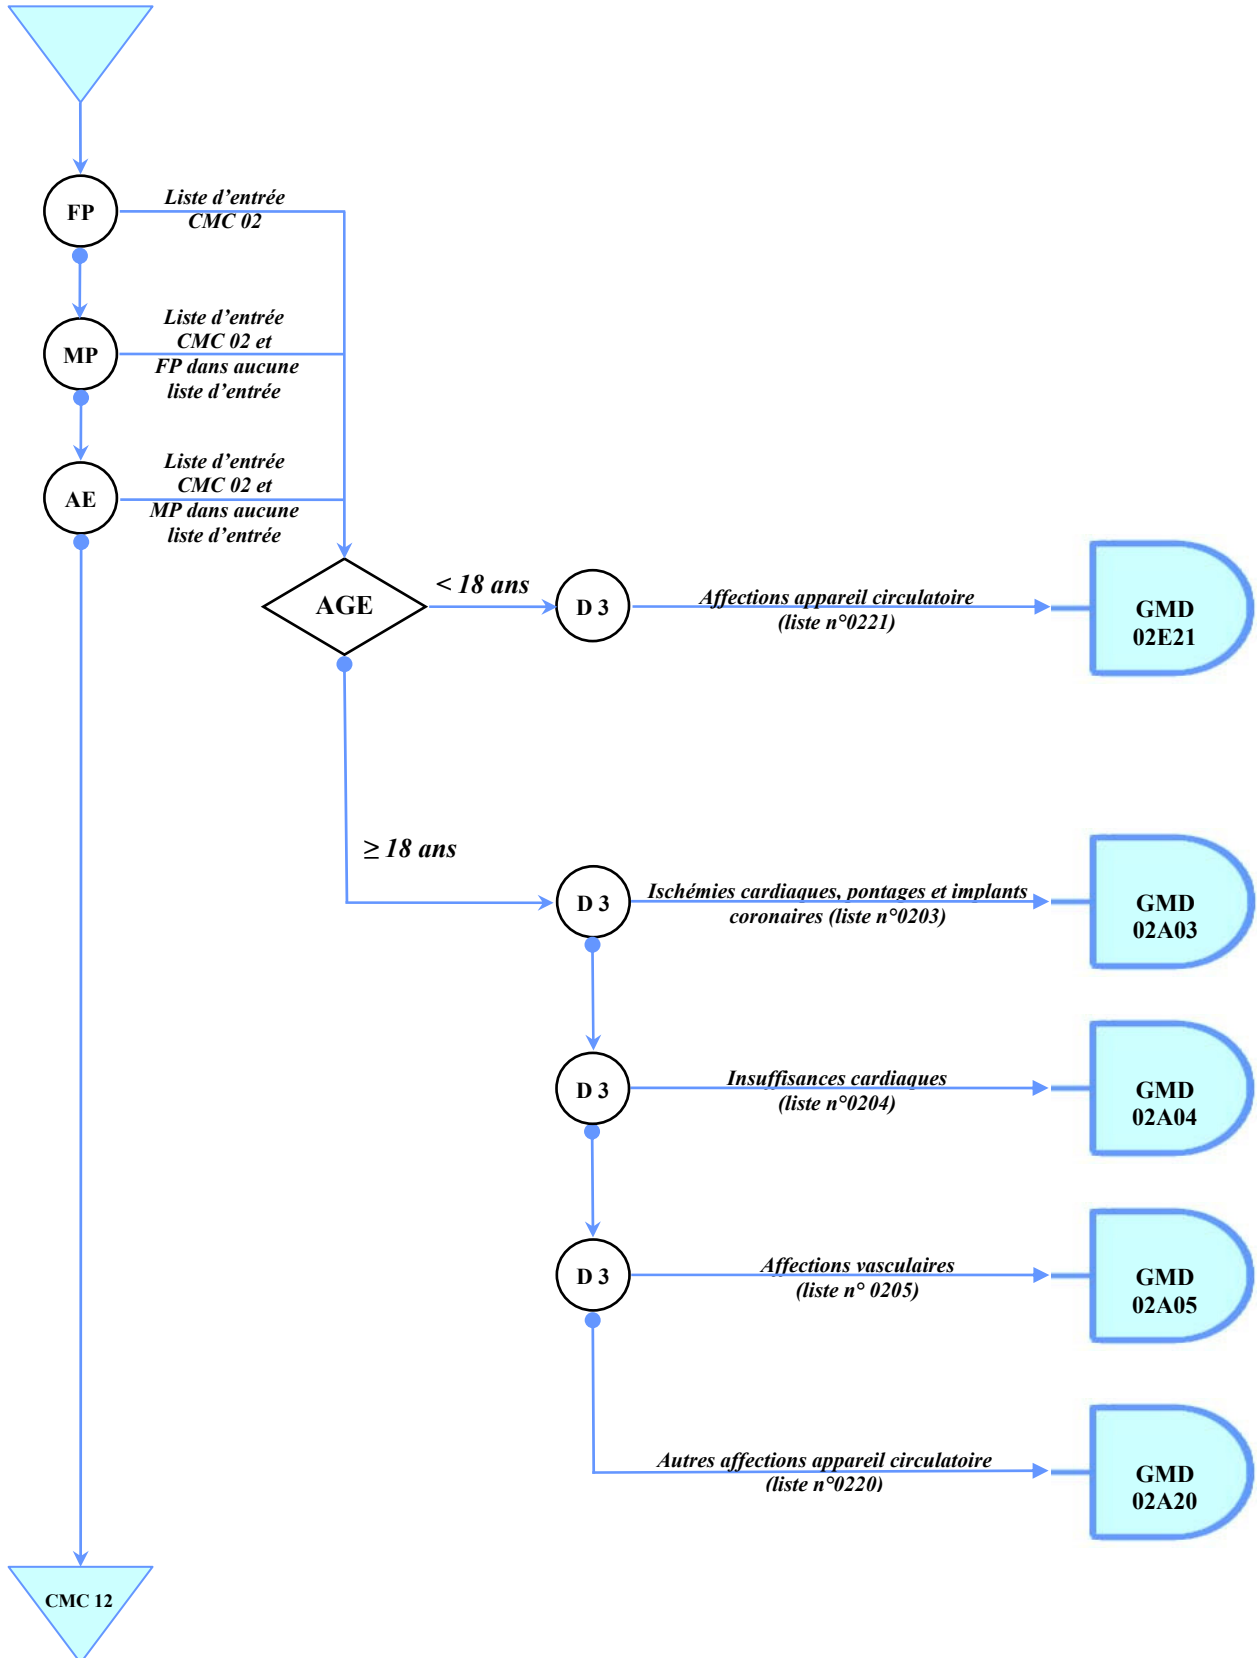 FP
Liste d’entrée
CMC 02
MP
Liste d’entrée
CMC 02 et
FP dans aucune
liste d’entrée
AE
Liste d’entrée
CMC 02 et
MP dans aucune
liste d’entrée
AGE
< 18 ans
D 3
Affections appareil circulatoire
(liste n°0221)
GMD
02E21
≥ 18 ans
D 3
Ischémies cardiaques, pontages et implants
coronaires (liste n°0203)
GMD
02A03
D 3
Insuffisances cardiaques
(liste n°0204)
GMD
02A04
D 3
Affections vasculaires
(liste n° 0205)
GMD
02A05
Autres affections appareil circulatoire
(liste n°0220)
GMD
02A20
CMC 12